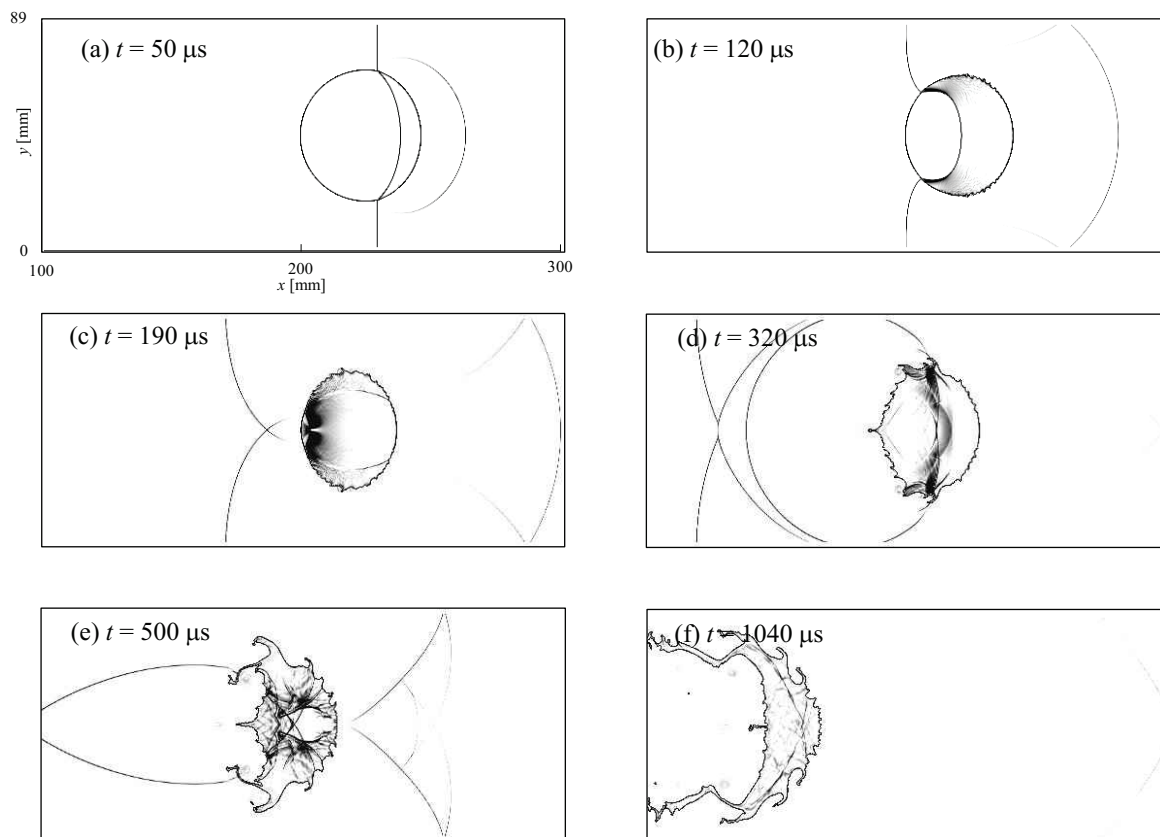 89
(a) t = 50 μs
(b) t = 120 μs
y [mm]
0
100
200
300
x [mm]
(c) t = 190 μs
(d) t = 320 μs
(e) t = 500 μs
(f) t = 1040 μs